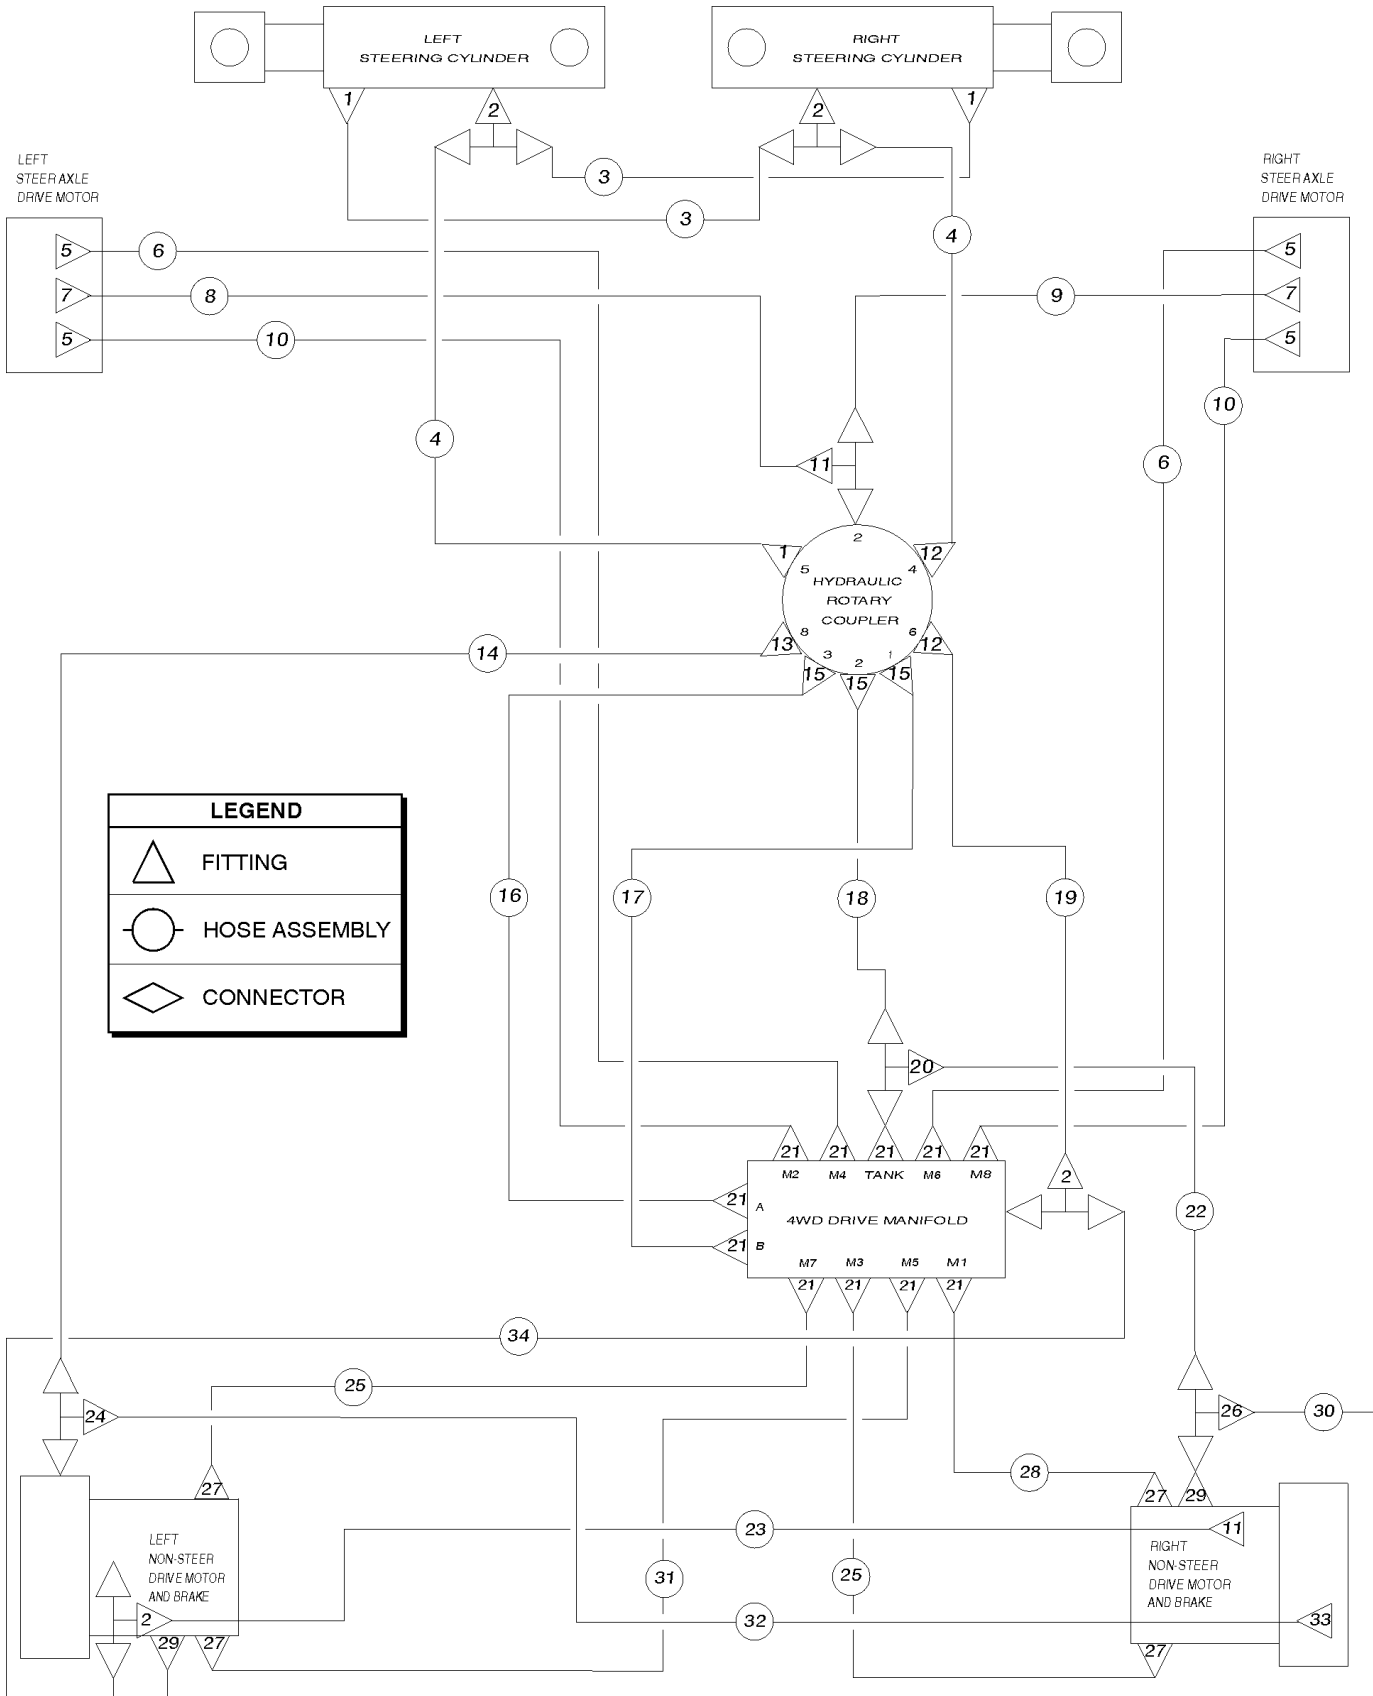 LEFT
STEERING CYLINDER
RIGHT
STEERING CYLINDER
1
2
2
1
LEFT
STEER AXLE
DRIVE MOTOR
RIGHT
STEER AXLE
DRIVE MOTOR
3
3
4
5
6
5
7
8
9
7
5
10
5
10
4
11
6
2
1
12
5
4
HYDRAULIC
ROTARY
COUPLER
8
6
13
12
3
2
1
14
15
15
15
LEGEND
FITTING
HOSE ASSEMBLY
CONNECTOR
16
17
18
19
20
21
21
21
21
21
M2
M4
TANK
M6
M8
2
21
A
4WD DRIVE MANIFOLD
22
21
B
M7
M3
M5
M1
21
21
21
21
34
25
24
26
30
28
27
27
29
23
11
LEFT
NON-STEER
DRIVE MOTOR
AND BRAKE
RIGHT
NON-STEER
DRIVE MOTOR
AND BRAKE
31
25
2
32
33
29
27
27